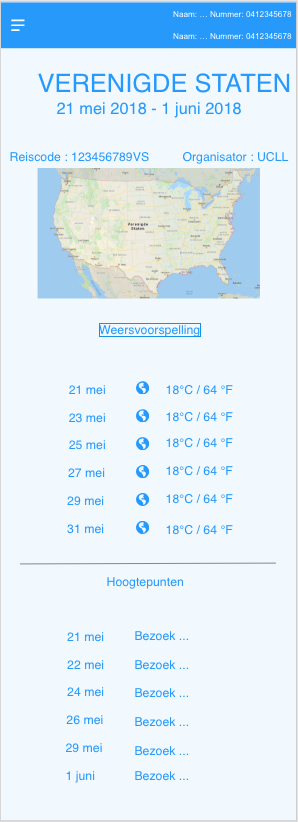 Naam: ... Nummer: 0412345678
Naam: ... Nummer: 0412345678
VERENIGDE STATEN
21 mei 2018 - 1 juni 2018
Reiscode : 123456789VS Organisator : UCLL
Verenigde
Staten
Weersvoorspelling
21 mei 18°C / 64 °F
23 mei 18°C / 64 °F
25 mei 18°C / 64 °F
27 mei 18°C / 64 °F
29 mei 18°C / 64 °F
31 mei 18°C / 64 °F
Hoogtepunten
21 mei Bezoek ...
22 mei Bezoek ...
24 mei Bezoek ...
26 mei Bezoek ...
29 mei Bezoek ...
1 juni Bezoek ...